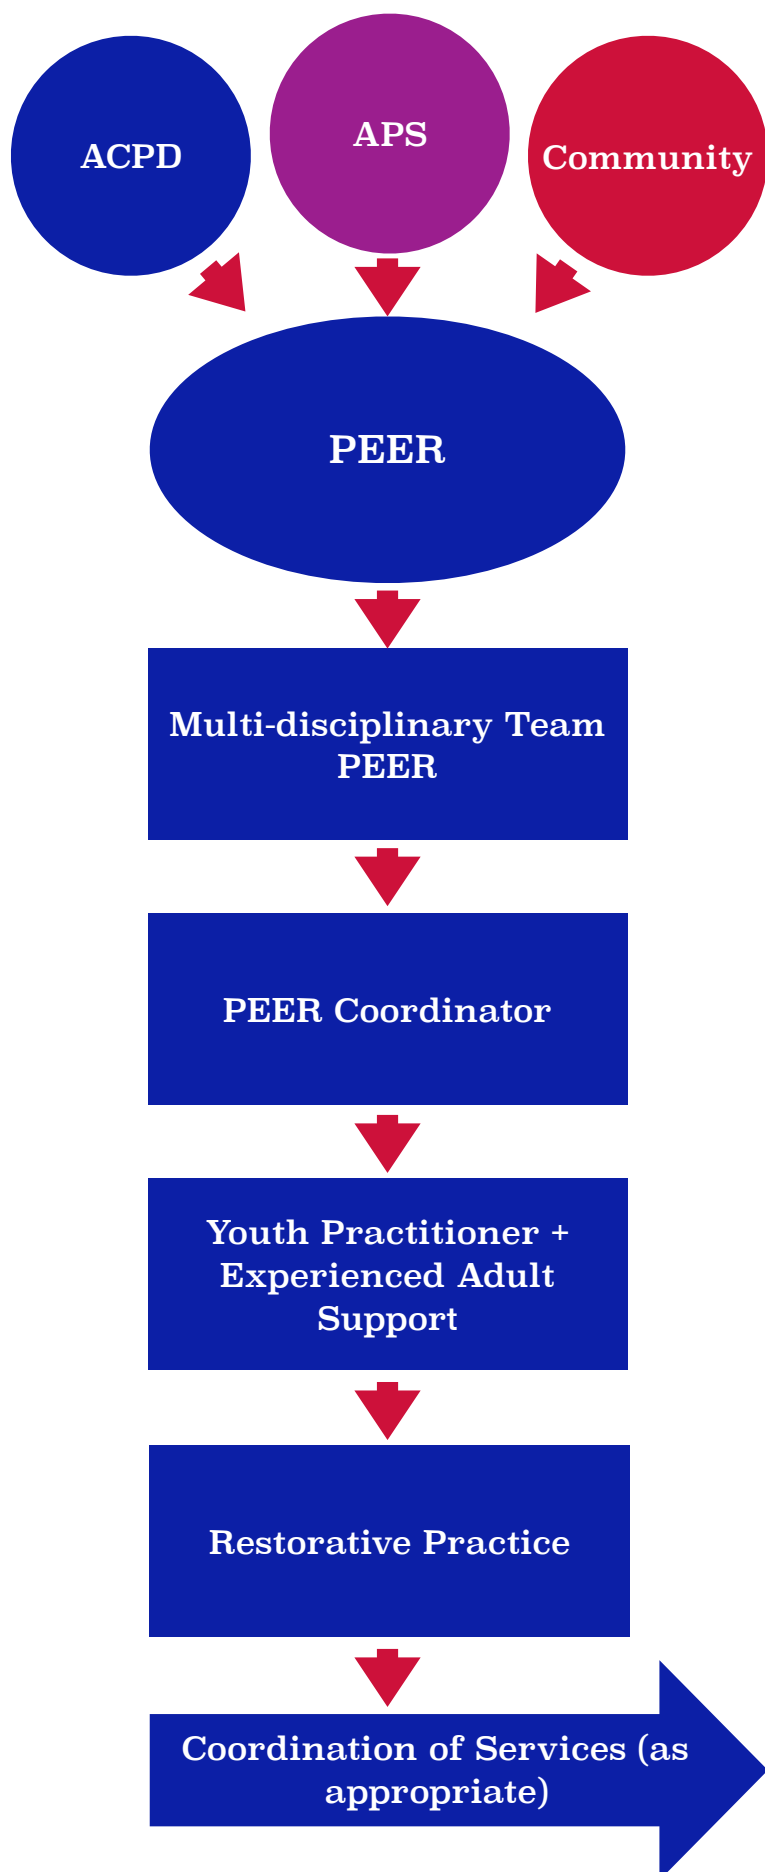 ACPD
APS
Community
PEER
Multi-disciplinary Team
PEER
PEER Coordinator
Youth Practitioner +
Experienced Adult
Support
Restorative Practice
Coordination of Services (as
appropriate)